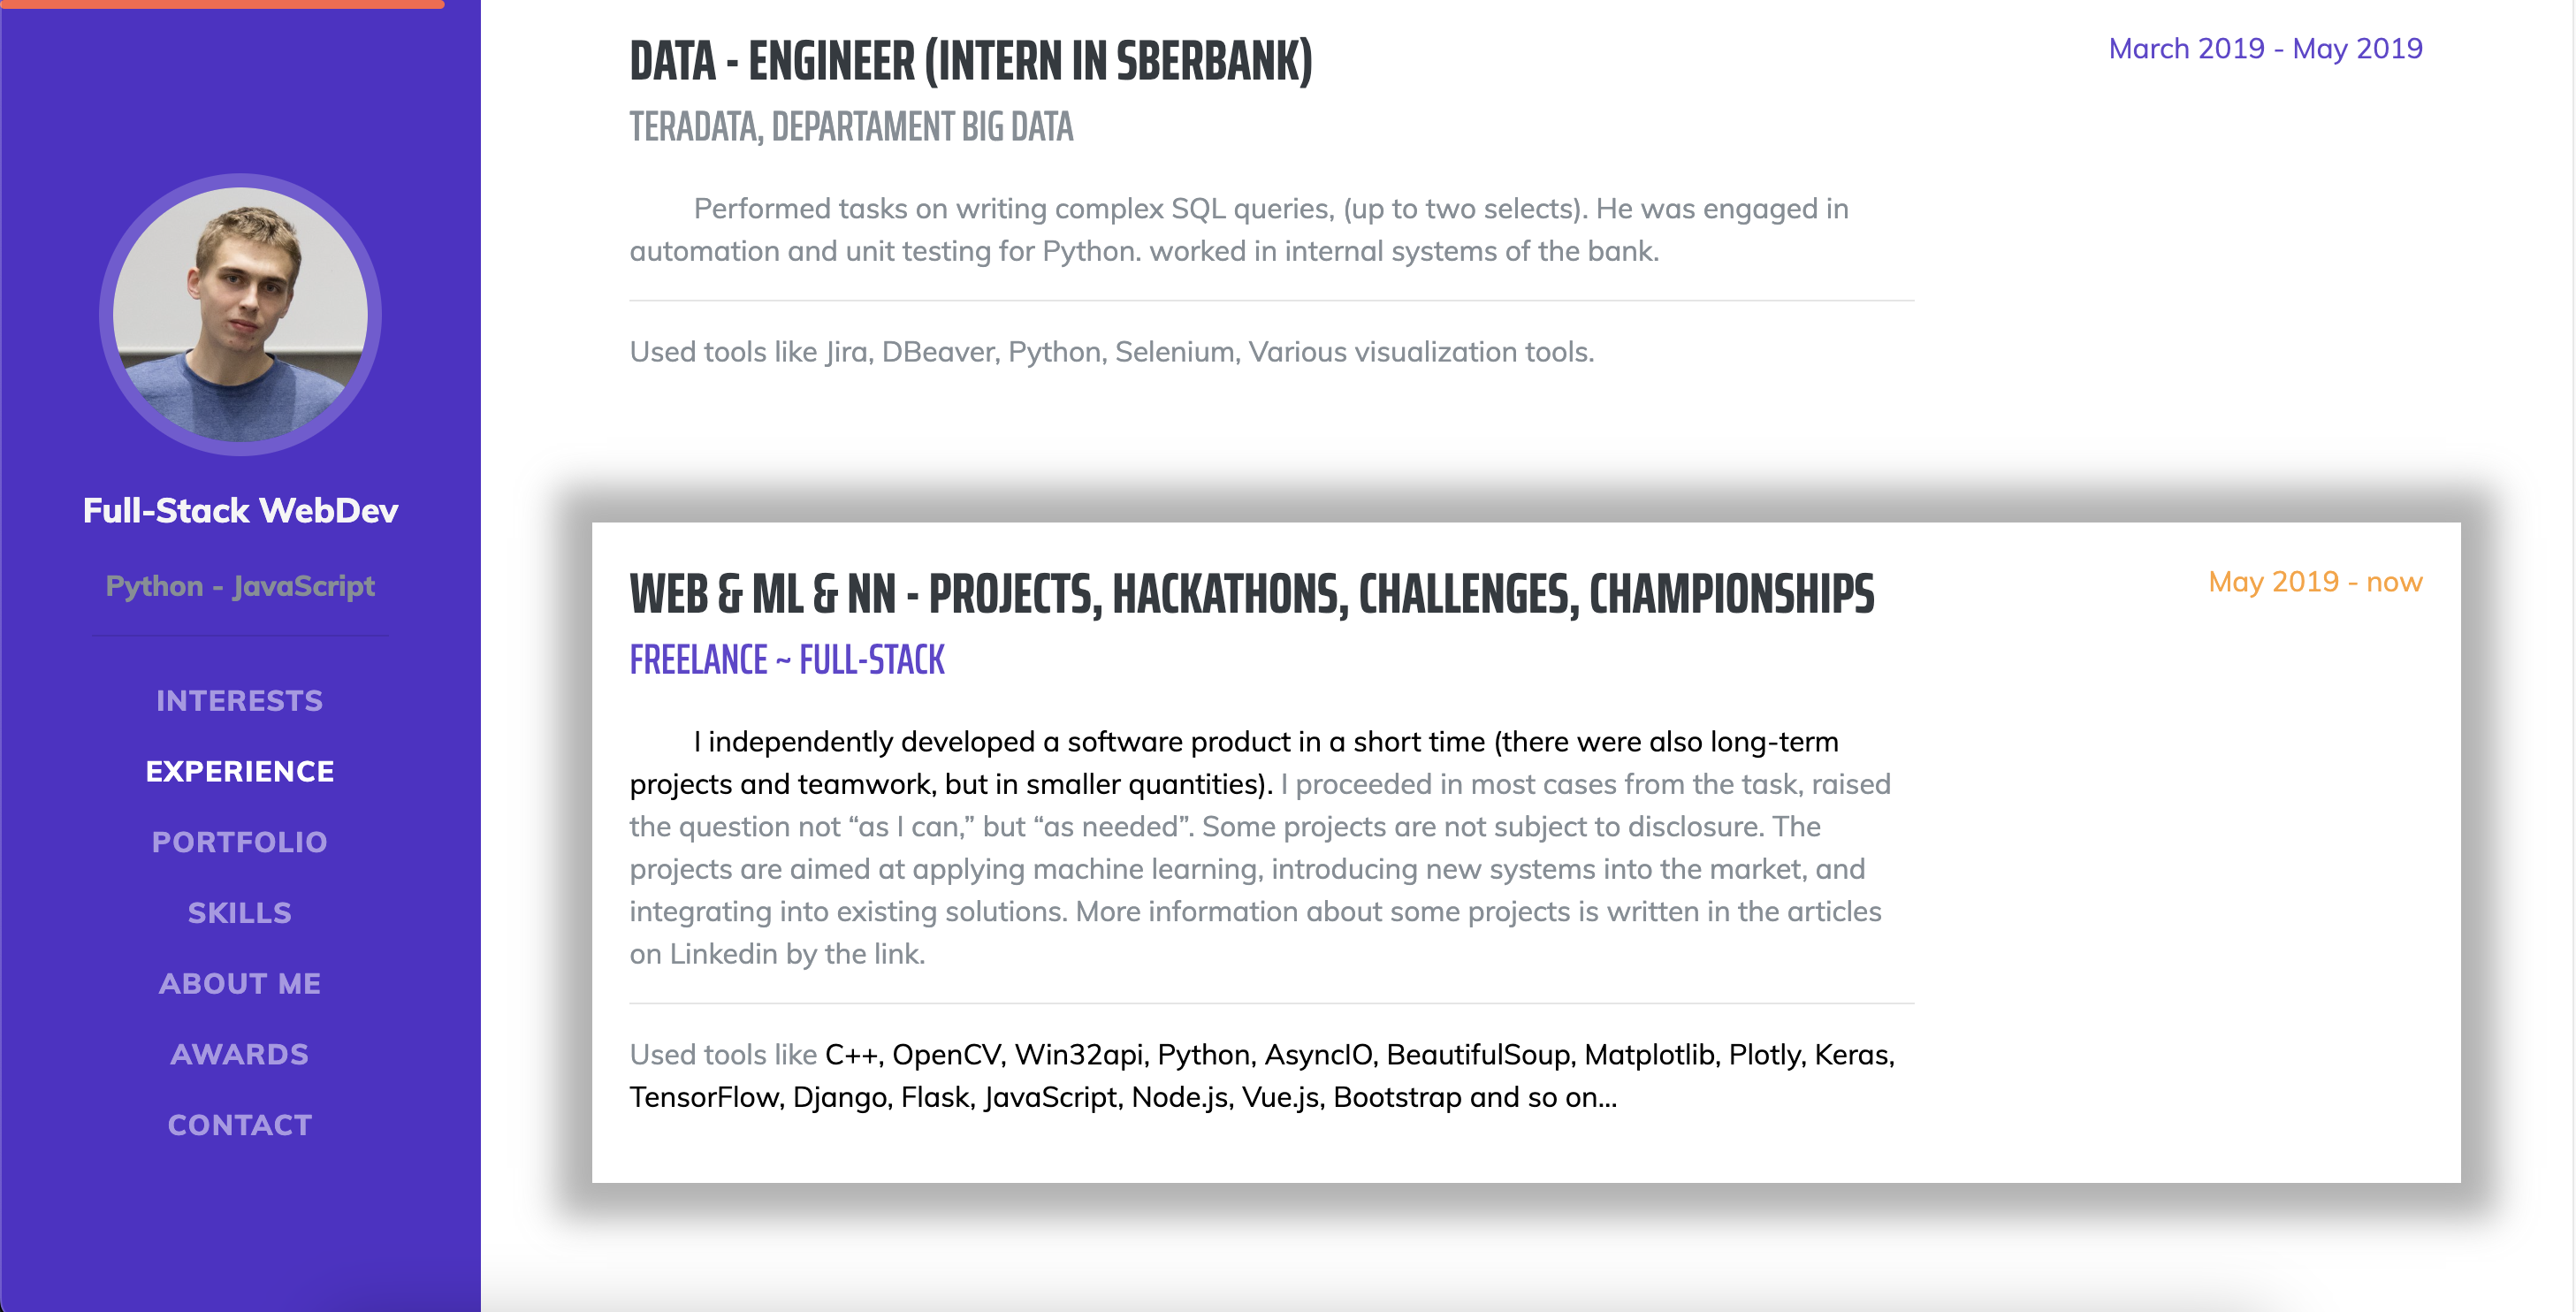 Full-Stack WebDev
Python - JavaScript
INTERESTS
EXPERIENCE
PORTFOLIO
SKILLS
ABOUT ME
AWARDS
CONTACT
DATA - ENGINEER (INTERN IN SBERBANK)
March 2019 - May 2019
TERADATA, DEPARTAMENT BIG DATA
Performed tasks on writing complex SQL queries, (up to two selects). He was engaged in
automation and unit testing for Python. worked in internal systems of the bank.
Used tools like Jira, DBeaver, Python, Selenium, Various visualization tools.
WEB & ML & NN - PROJECTS, HACKATHONS, CHALLENGES, CHAMPIONSHIPS
May 2019 - now
FREELANCE ~ FULL-STACK
I independently developed a software product in a short time (there were also long-term
projects and teamwork, but in smaller quantities). I proceeded in most cases from the task, raised
the question not “as I can,” but “as needed”. Some projects are not subject to disclosure. The
projects are aimed at applying machine learning, introducing new systems into the market, and
integrating into existing solutions. More information about some projects is written in the articles
on Linkedin by the link.
Used tools like C++, OpenCV, Win32api, Python, AsyncIO, BeautifulSoup, Matplotlib, Plotly, Keras,
TensorFlow, Django, Flask, JavaScript, Node.js, Vue.js, Bootstrap and so on...